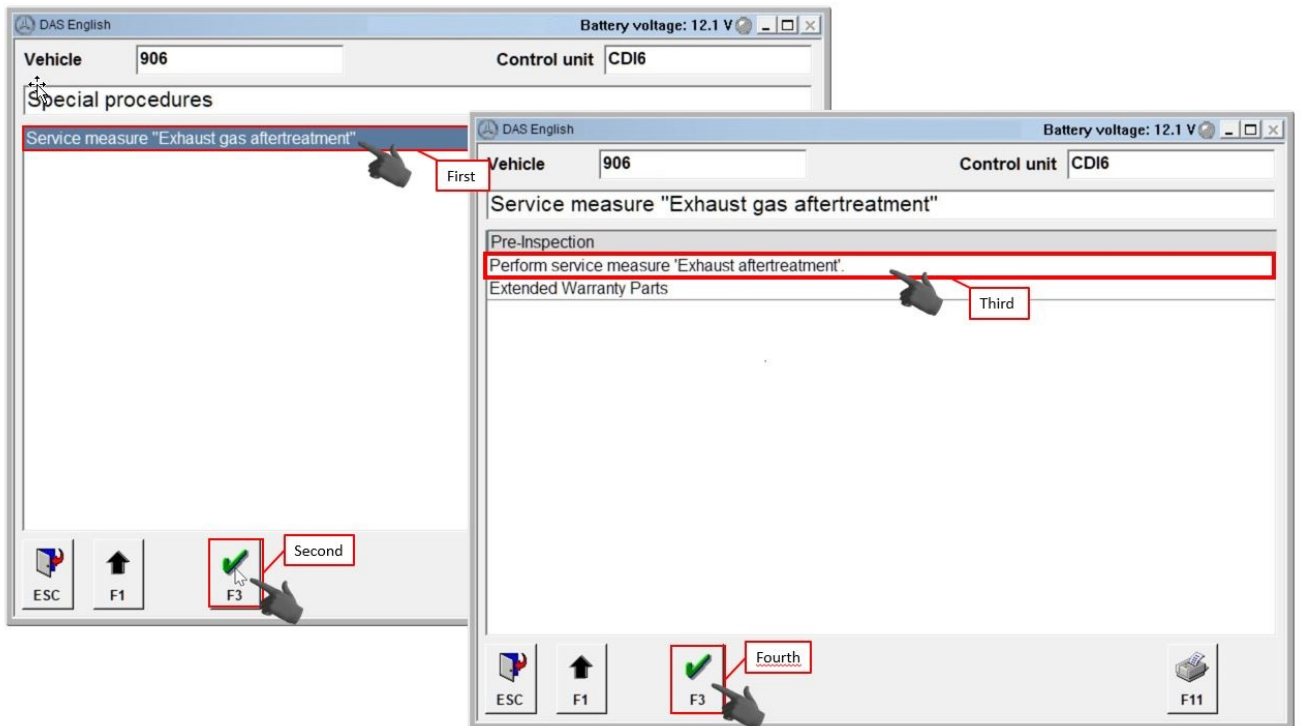 DAS English
Battery voltage: 12.1 V
Vehicle
906
Control unit
CDI6
Special procedures
Service measure "Exhaust gas aftertreatment"
First
Second
ESC
F1
F3
DAS English
Battery voltage: 12.1 V
Vehicle
906
Control unit
CDI6
Service measure "Exhaust gas aftertreatment"
Pre-Inspection
Perform service measure 'Exhaust aftertreatment'.
Extended Warranty Parts
Third
Fourth
ESC
F1
F3
F11